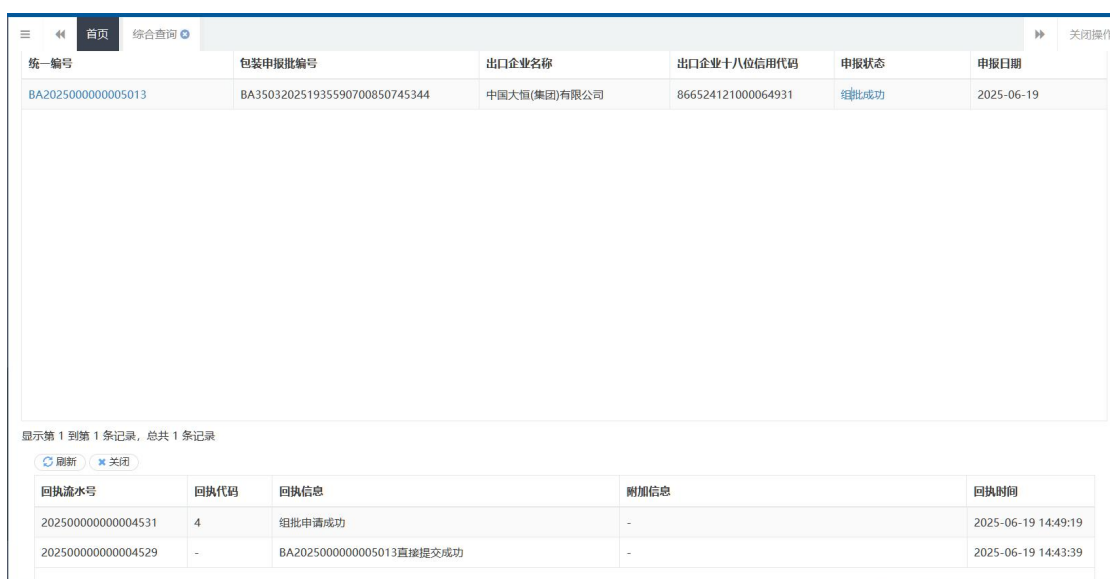 首页 综合查询 关闭操作
统一编号 包装申报批编号 出口企业名称 出口企业十八位信用代码 申报状态 申报日期
BA2025000000005013 BA35032025193559070085074​5344 中国大恒(集团)有限公司 866524121000064931 组批成功 2025-06-19
显示第 1 到第 1 条记录，总共 1 条记录
刷新 关闭
回执流水号 回执代码 回执信息 附加信息 回执时间
202500000000004531 4 组批申请成功 - 2025-06-19 14:49:19
202500000000004529 - BA2025000000005013直接提交成功 - 2025-06-19 14:43:39